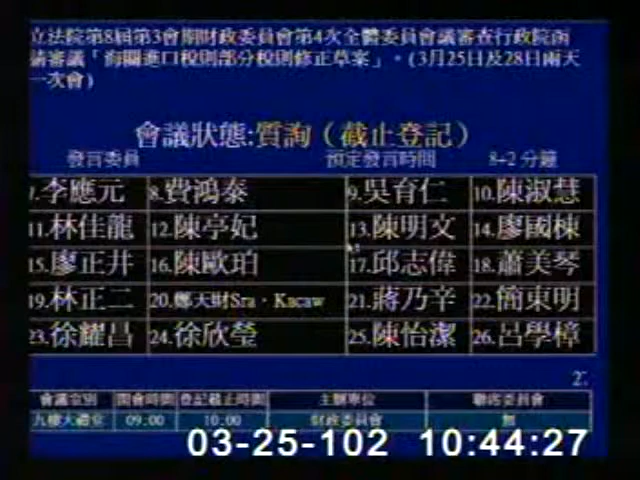 立法院第8屆第3會期財政委員會第4次全體委員會議審查行政院函
請審議「海關進口稅則部分稅則修正草案」。(3月25日及28日兩天
一次會)
會議狀態:質詢（截止登記）
發言委員 預定發言時間 8+2 分鐘
7.李應元 8.費鴻泰 9.吳育仁 10.陳淑慧
11.林佳龍 12.陳亭妃 13.陳明文 14.廖國棟
15.廖正井 16.陳歐珀 17.邱志偉 18.蕭美琴
19.林正二 20.鄭天財Sra．Kacaw 21.蔣乃辛 22.簡東明
23.徐耀昌 24.徐欣瑩 25.陳怡潔 26.呂學樟
會議室別 開會時間 登記截止時間 主辦單位 聯席委員會
九樓大禮堂 09:00 10:00 財政委員會 無
03-25-102 10:44:27